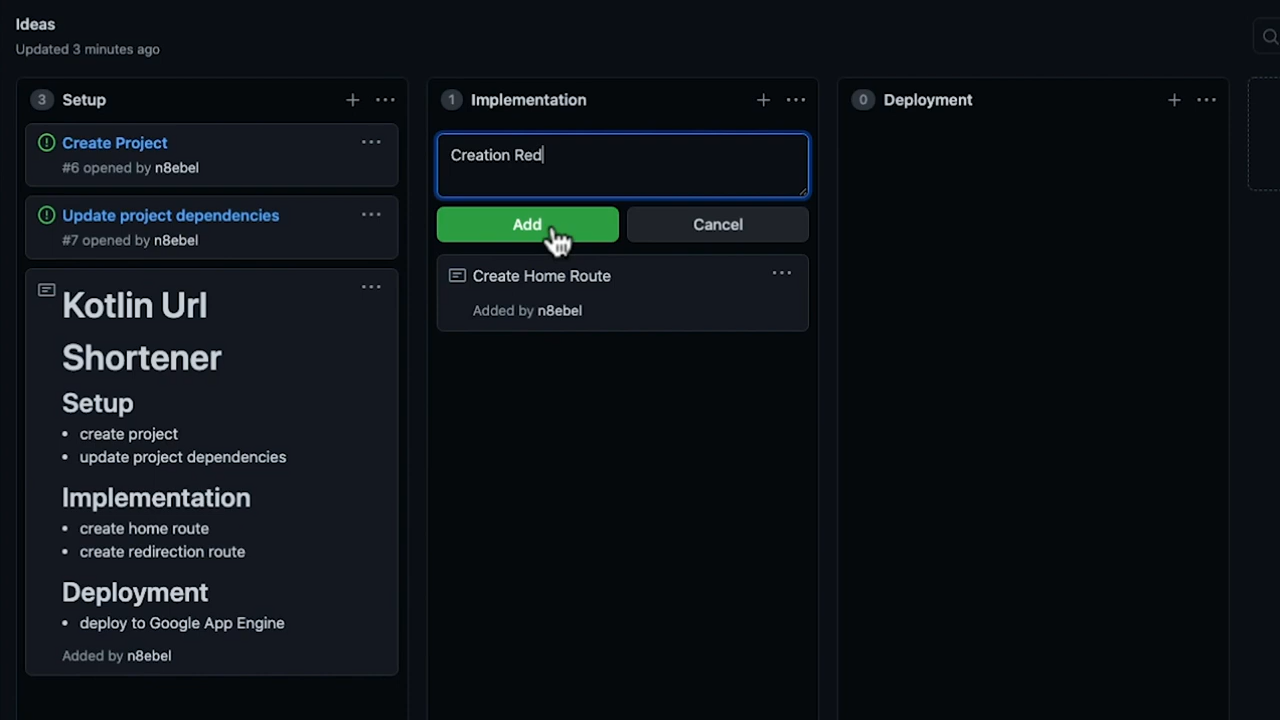 Ideas
Updated 3 minutes ago
3 Setup
Create Project
#6 opened by n8ebel
Update project dependencies
#7 opened by n8ebel
Kotlin Url
Shortener
Setup
• create project
• update project dependencies
Implementation
• create home route
• create redirection route
Deployment
• deploy to Google App Engine
Added by n8ebel
1 Implementation
Creation Red
Add Cancel
Create Home Route
Added by n8ebel
0 Deployment